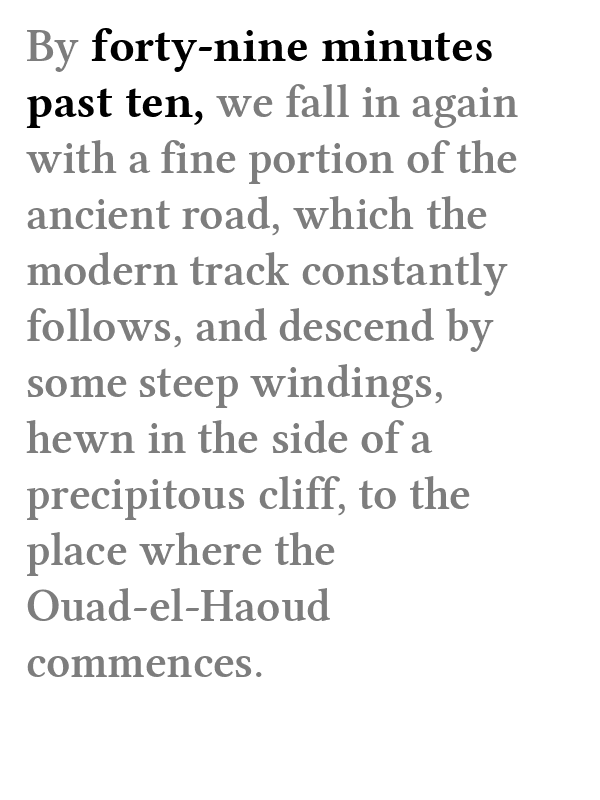 By forty-nine minutes
past ten, we fall in again
with a fine portion of the
ancient road, which the
modern track constantly
follows, and descend by
some steep windings,
hewn in the side of a
precipitous cliff, to the
place where the
Ouad-el-Haoud
commences.